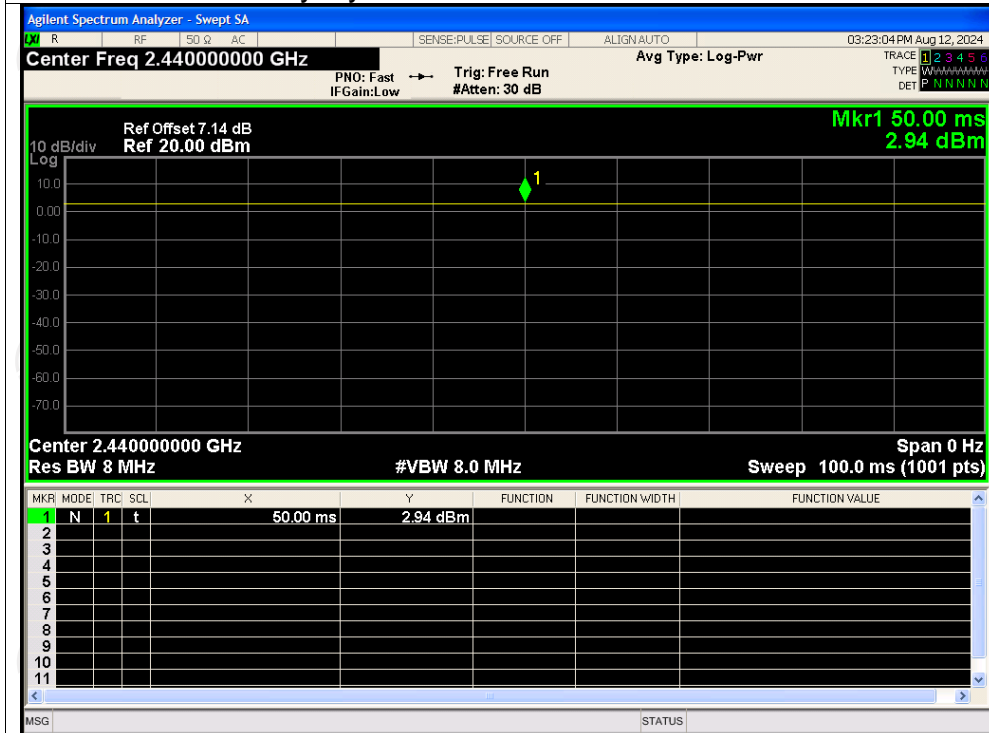 Agilent Spectrum Analyzer - Swept SA
LXI R RF 50 Ω AC SENSE:PULSE SOURCE OFF ALIGN AUTO 03:23:04 PM Aug 12, 2024
Center Freq 2.440000000 GHz
PNO: Fast
IFGain:Low
Trig: Free Run
#Atten: 30 dB
Avg Type: Log-Pwr
TRACE 1 2 3 4 5 6
TYPE WWWWWW
DET P N N N N N
Mkr1 50.00 ms
2.94 dBm
Ref Offset 7.14 dB
10 dB/div Ref 20.00 dBm
Log
1
10.0
0.00
-10.0
-20.0
-30.0
-40.0
-50.0
-60.0
-70.0
Center 2.440000000 GHz Span 0 Hz
Res BW 8 MHz #VBW 8.0 MHz Sweep 100.0 ms (1001 pts)
MKR MODE TRC SCL X Y FUNCTION FUNCTION WIDTH FUNCTION VALUE
1 N 1 t 50.00 ms 2.94 dBm
2
3
4
5
6
7
8
9
10
11
MSG STATUS